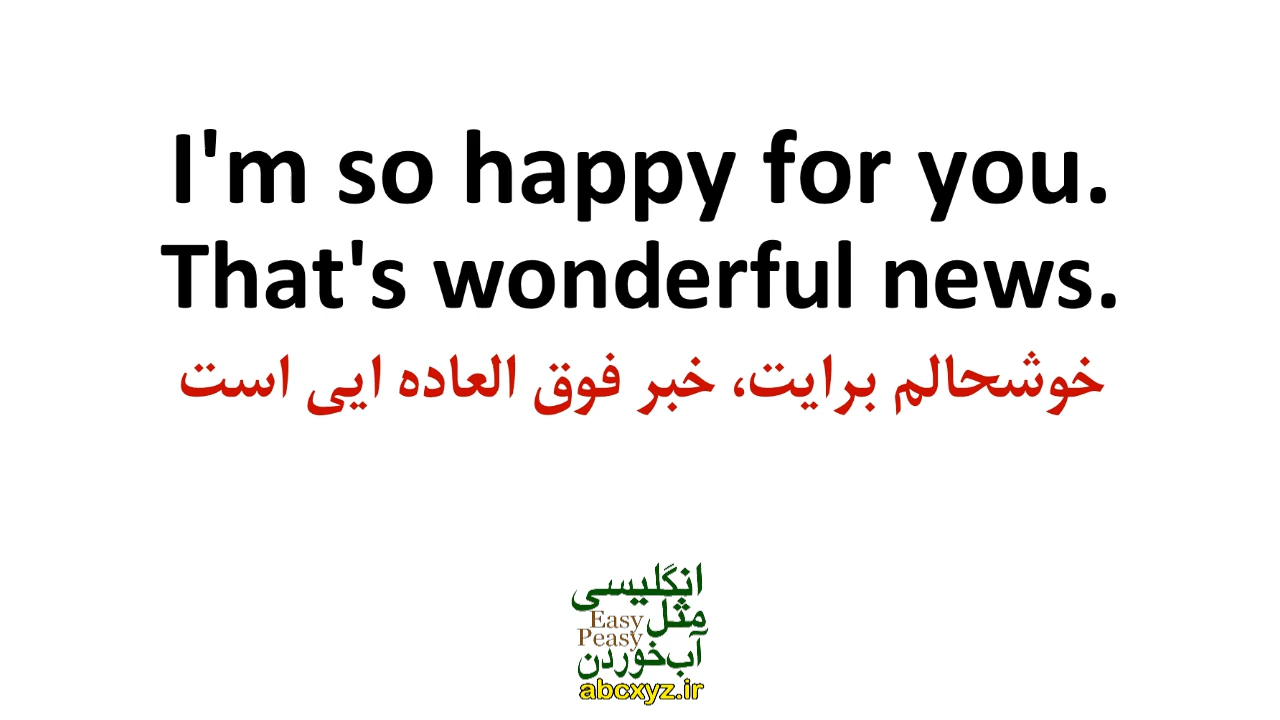 I'm so happy for you.
That's wonderful news.
خوشحالم برایت، خبر فوق العاده ایی است
انگلیسی
مثل
Easy
Peasy
آب خوردن
abcxyz.ir